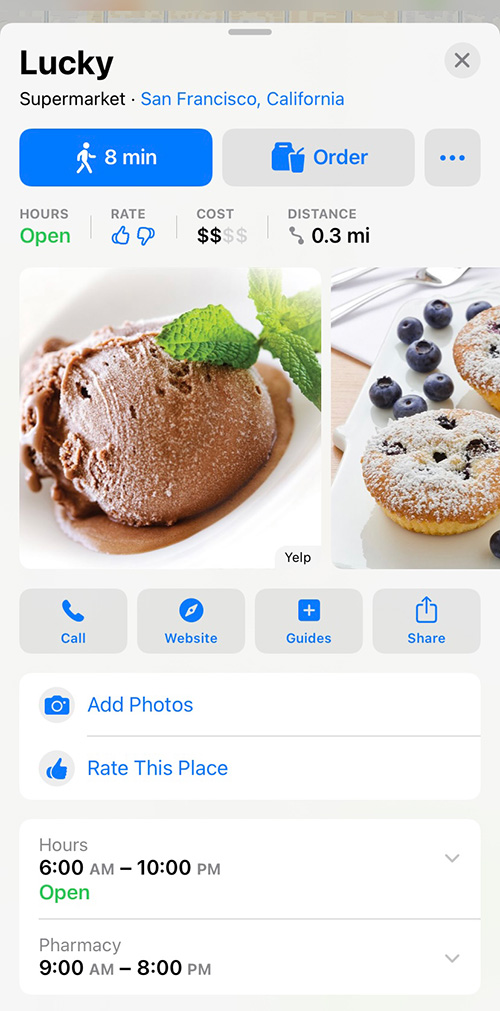 Lucky
Supermarket · San Francisco, California
8 min
Order
HOURS
RATE
COST
DISTANCE
Open
$$$$
0.3 mi
Yelp
Call
Website
Guides
Share
Add Photos
Rate This Place
Hours
6:00 AM – 10:00 PM
Open
Pharmacy
9:00 AM – 8:00 PM